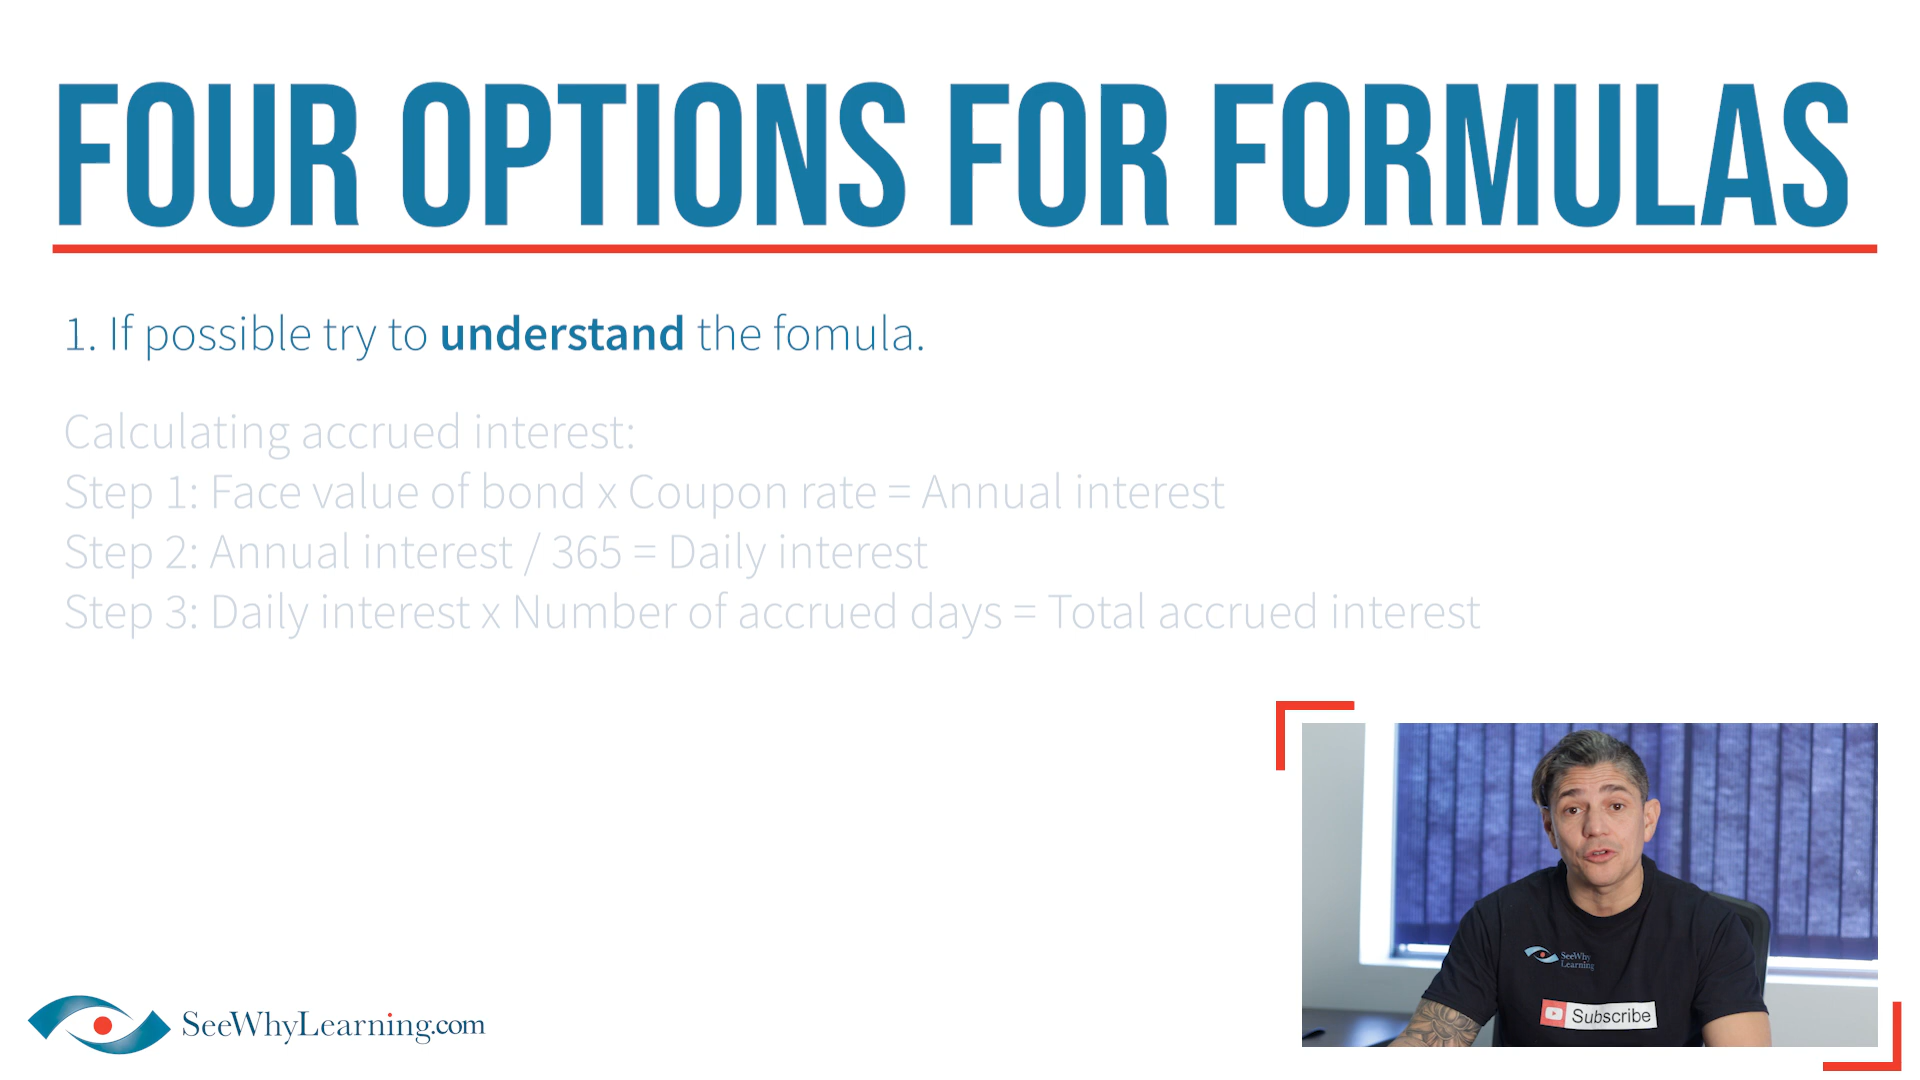 FOUR OPTIONS FOR FORMULAS
1. If possible try to understand the fomula.
Calculating accrued interest:
Step 1: Face value of bond x Coupon rate = Annual interest
Step 2: Annual interest / 365 = Daily interest
Step 3: Daily interest x Number of accrued days = Total accrued interest
SeeWhy
Learning
Subscribe
SeeWhyLearning.com